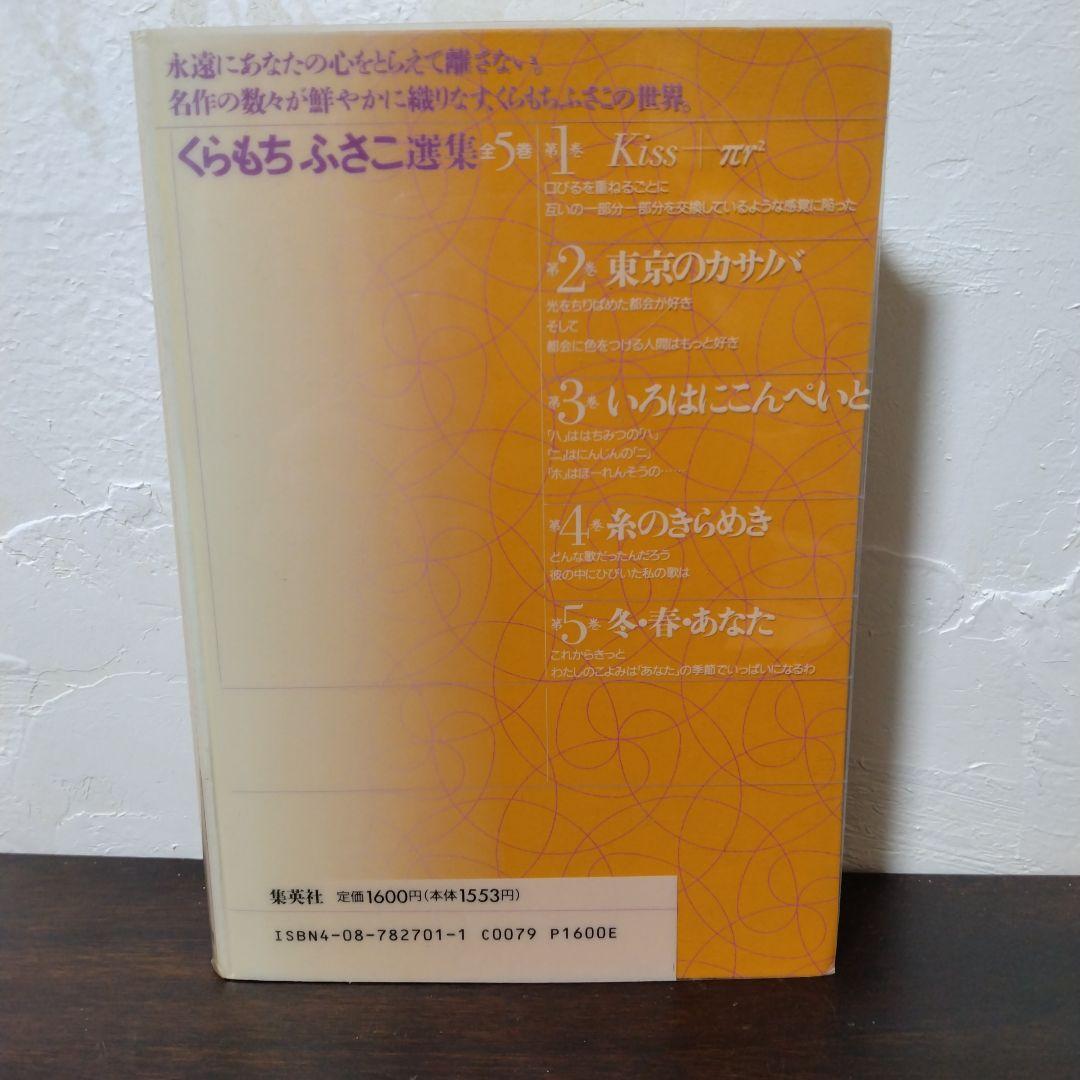 永遠にあなたの心をとらえて離さない。
名作の数々が鮮やかに織りなす、くらもちふさこの世界。
くらもちふさこ選集全5巻
第1巻 Kiss+πr²
口びるを重ねるごとに
互いの一部分一部分を交換しているような感覚に陥った
第2巻 東京のカサノバ
光をちりばめた都会が好き
そして
都会に色をつける人間はもっと好き
第3巻 いろはにこんぺいと
「ハ」ははちみつの「ハ」
「ニ」はにんじんの「ニ」
「ホ」はほーれんそうの……
第4巻 糸のきらめき
どんな歌だったんだろう
彼の中にひびいた私の歌は
第5巻 冬・春・あなた
これからきっと
わたしのこよみは「あなた」の季節でいっぱいになるわ
集英社 定価1600円(本体1553円)
ISBN4-08-782701-1 C0079 P1600E